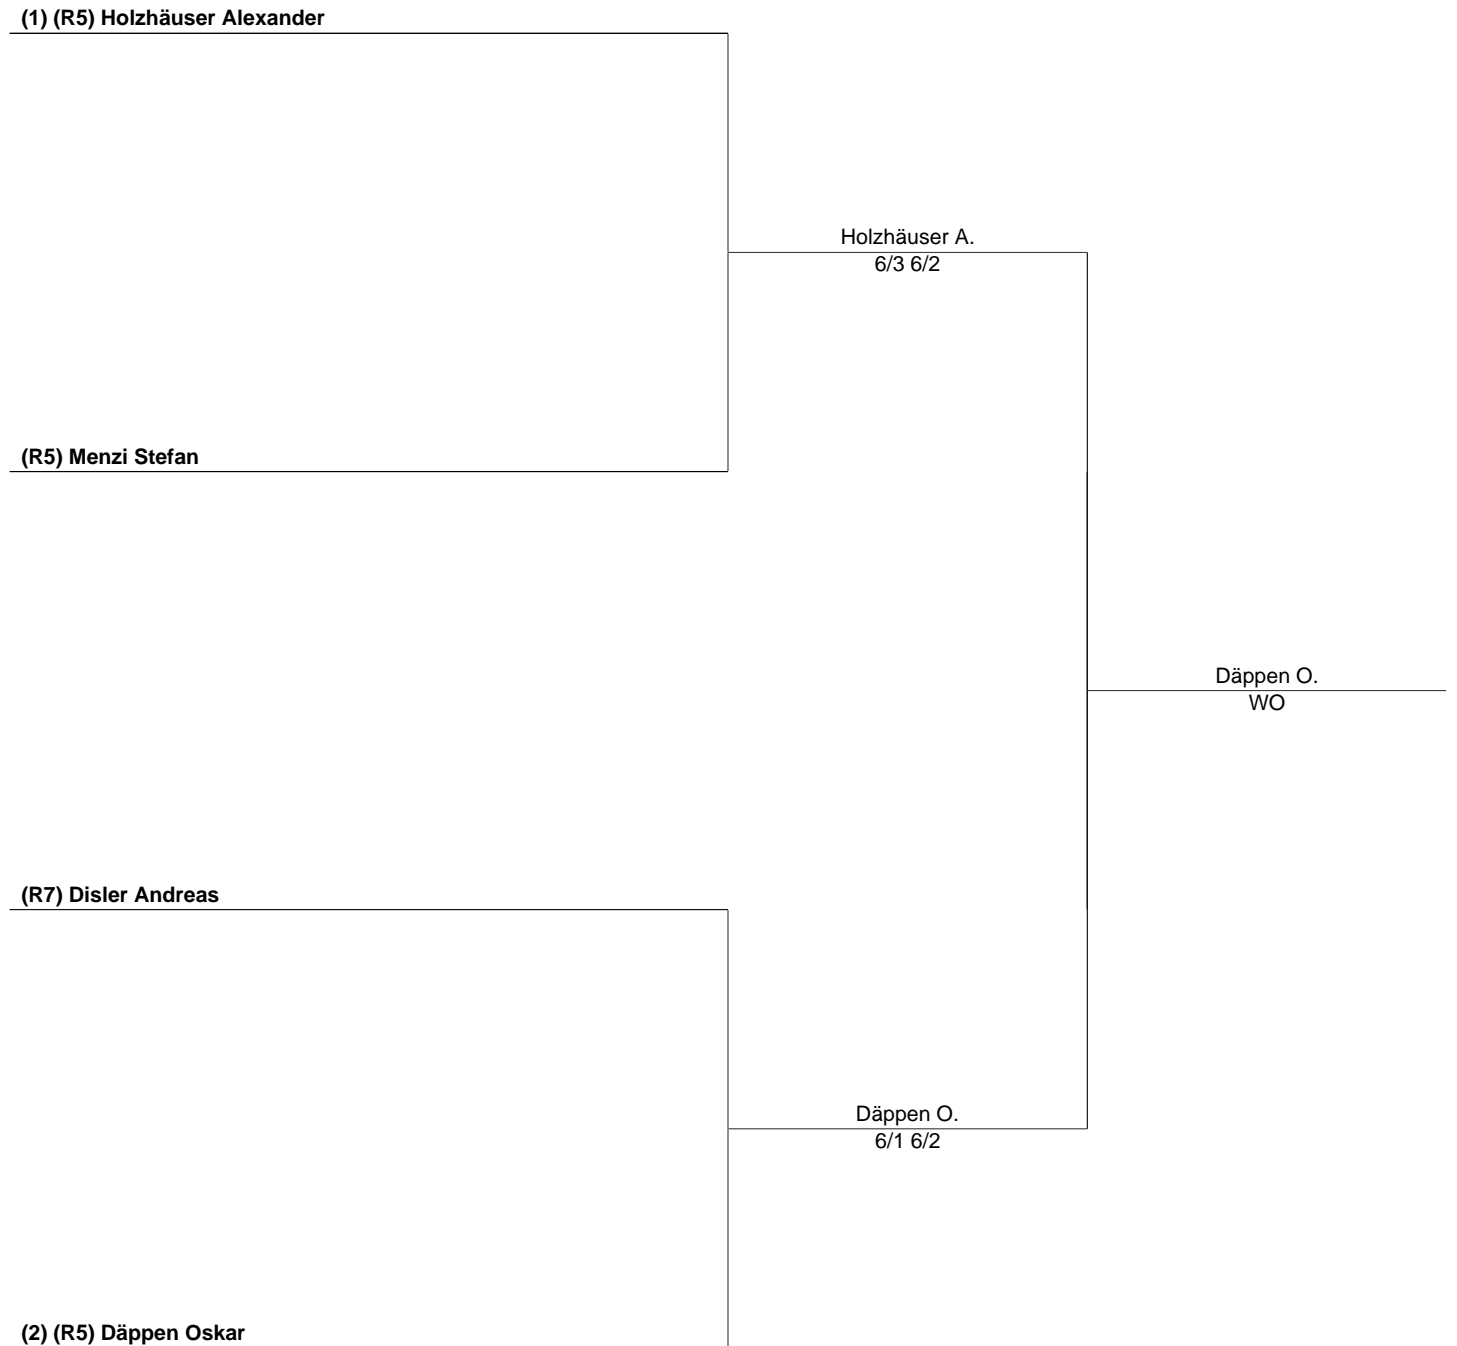 (1) (R5) Holzhäuser Alexander
Holzhäuser A.
6/3 6/2
(R5) Menzi Stefan
Däppen O.
WO
(R7) Disler Andreas
Däppen O.
6/1 6/2
(2) (R5) Däppen Oskar